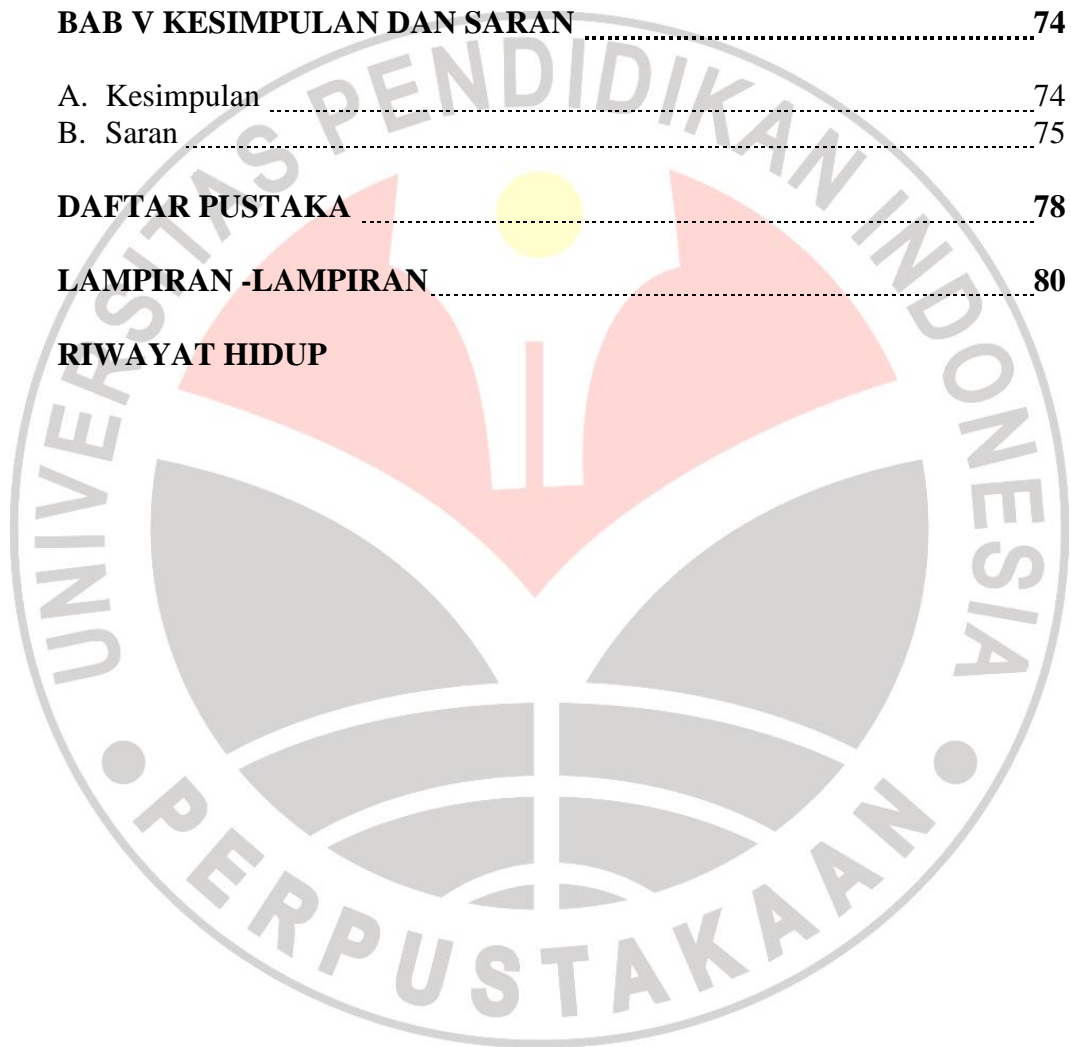 BAB V KESIMPULAN DAN SARAN 74
A. Kesimpulan 74
B. Saran 75
DAFTAR PUSTAKA 78
LAMPIRAN -LAMPIRAN 80
RIWAYAT HIDUP
UNIVERSITAS PENDIDIKAN INDONESIA
PERPUSTAKAAN